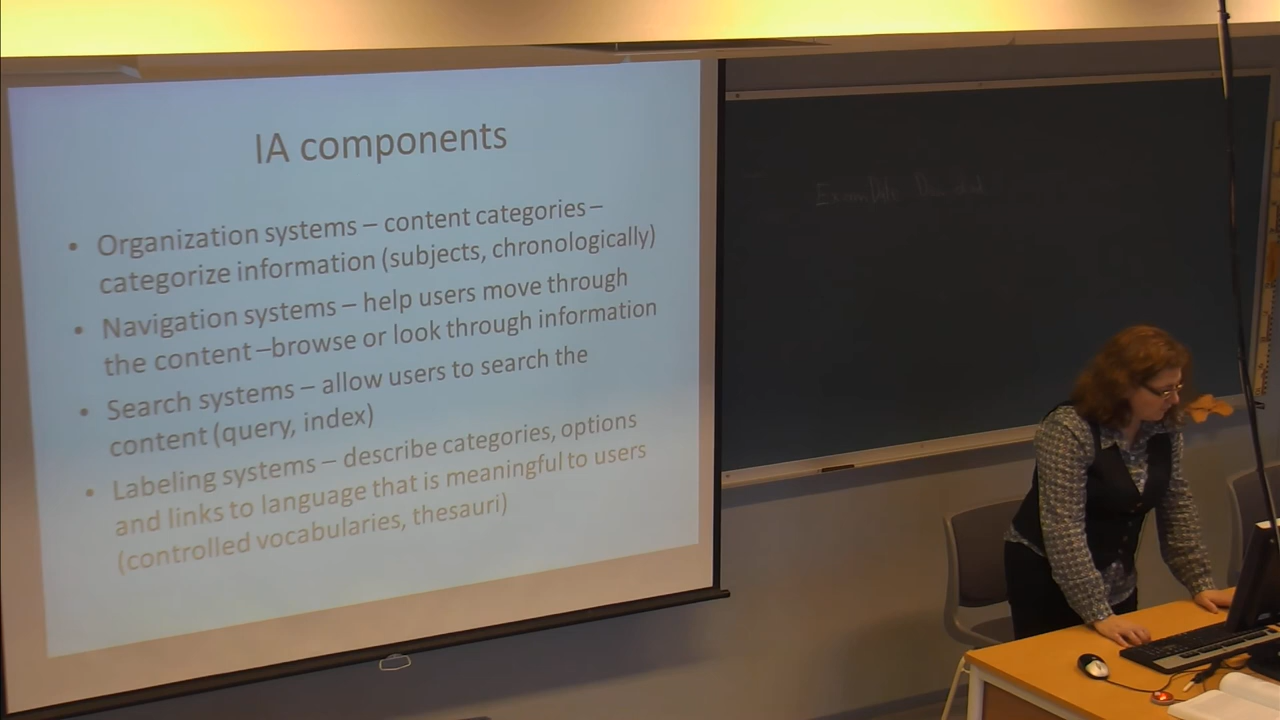 IA components
• Organization systems – content categories –
categorize information (subjects, chronologically)
• Navigation systems – help users move through
the content –browse or look through information
• Search systems – allow users to search the
content (query, index)
• Labeling systems – describe categories, options
and links to language that is meaningful to users
(controlled vocabularies, thesauri)